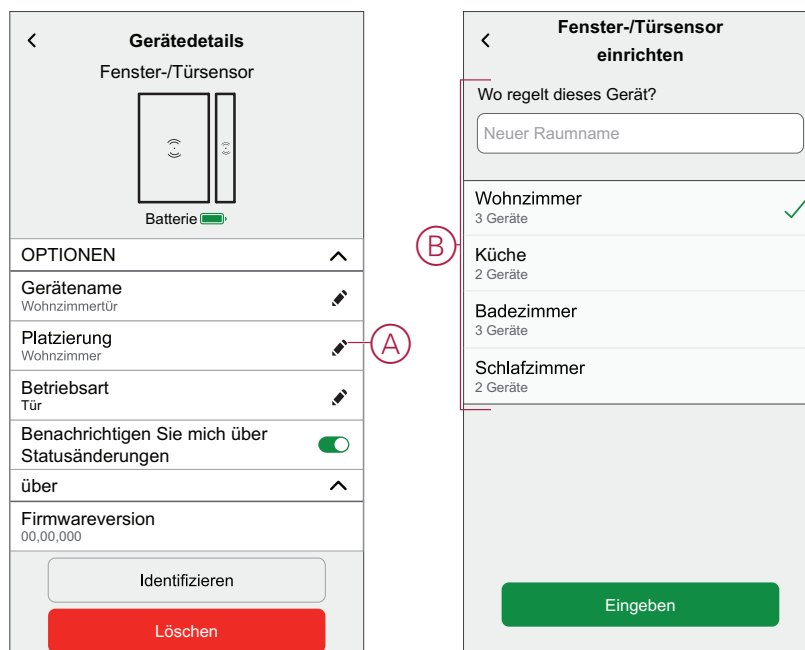 Gerätedetails
Fenster-/Türsensor
Batterie
OPTIONEN
Gerätename
Wohnzimmertür
Platzierung
Wohnzimmer
A
Betriebsart
Tür
Benachrichtigen Sie mich über
Statusänderungen
über
Firmwareversion
00,00,000
Identifizieren
Löschen
Fenster-/Türsensor
einrichten
Wo regelt dieses Gerät?
Neuer Raumname
B
Wohnzimmer
3 Geräte
Küche
2 Geräte
Badezimmer
3 Geräte
Schlafzimmer
2 Geräte
Eingeben